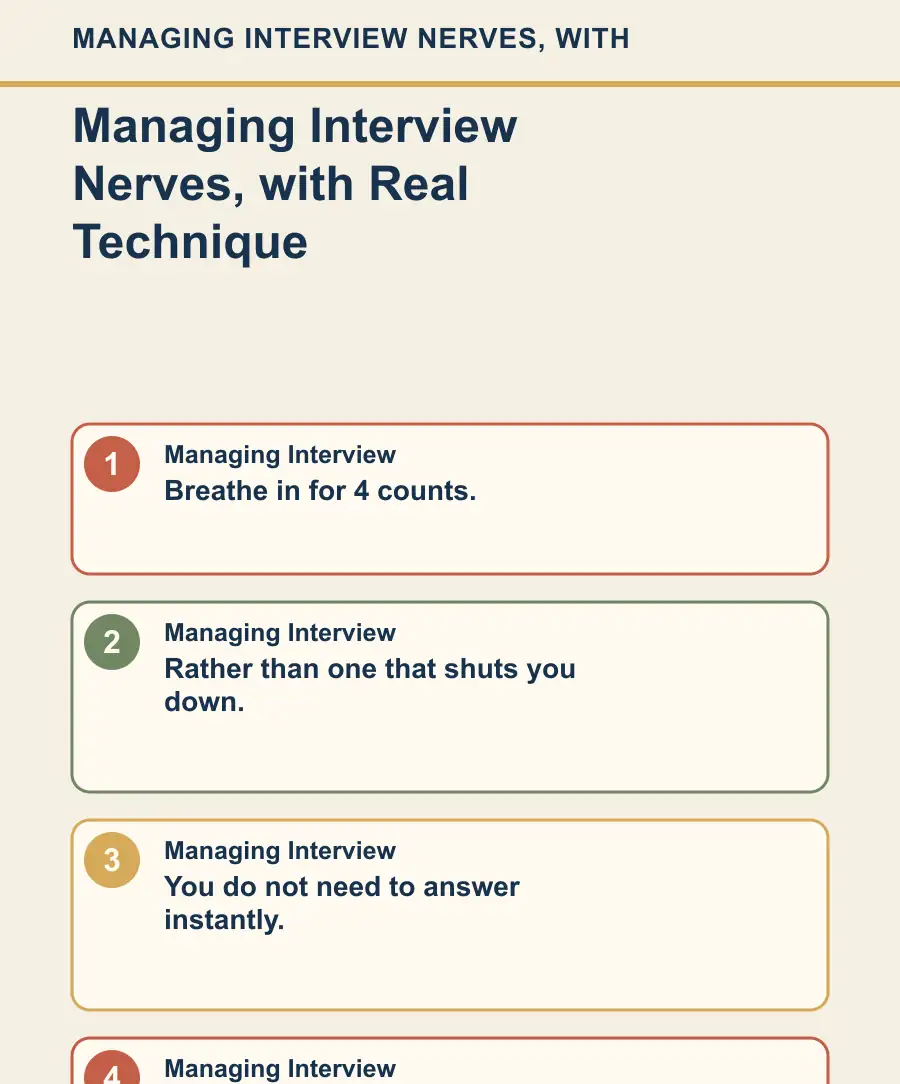 MANAGING INTERVIEW NERVES, WITH
Managing Interview
Nerves, with Real
Technique
1
Managing Interview
Breathe in for 4 counts.
2
Managing Interview
Rather than one that shuts you
down.
3
Managing Interview
You do not need to answer
instantly.
4
Managing Interview